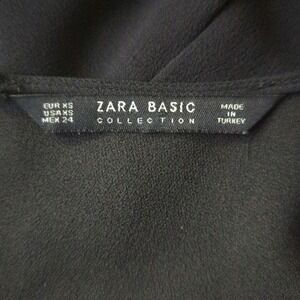 EUR XS
USA XS
MEX 24
ZARA BASIC
COLLECTION
MADE
IN
TURKEY